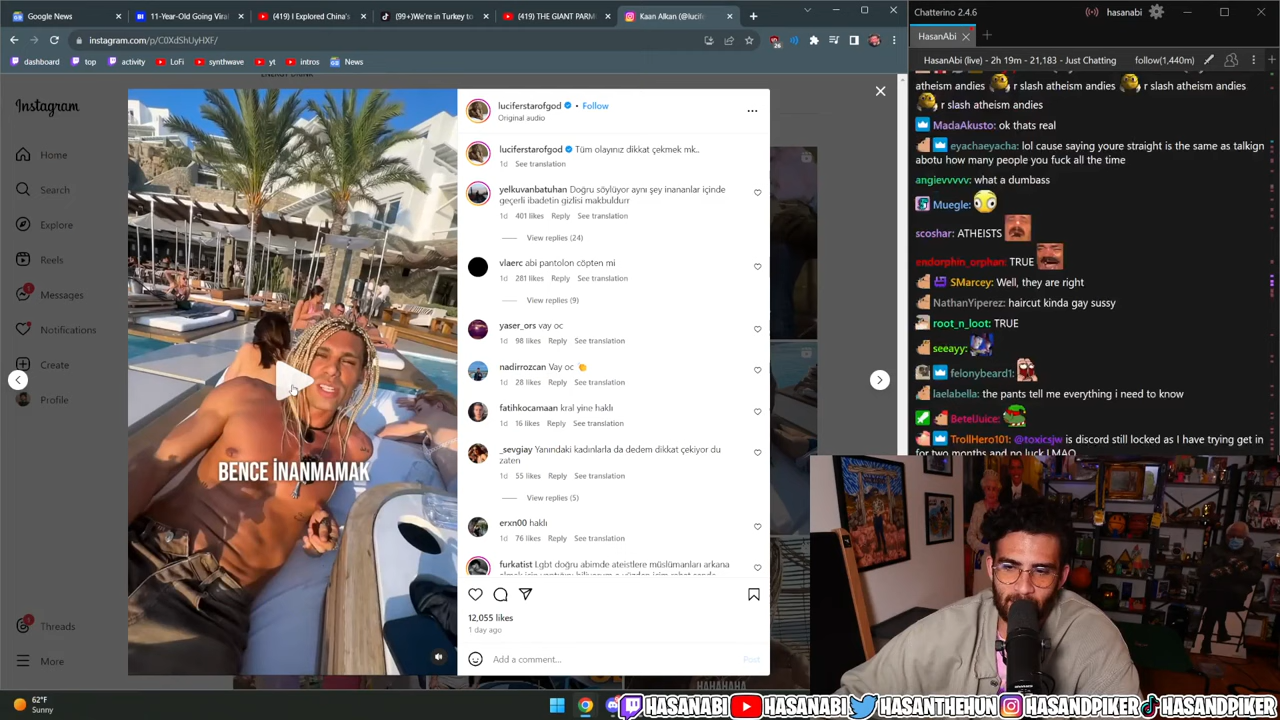 Google News
11-Year-Old Going Viral
(419) I Explored China's
(99+)We're in Turkey to
(419) THE GIANT PARM
Kaan Alkan (@lucif
Chatterino 2.4.6
hasanabi
instagram.com/p/C0XdShUyHXF/
26
HasanAbi
dashboard
top
activity
LoFi
synthwave
yt
intros
News
HasanAbi (live) - 2h 19m - 21,183 - Just Chatting
follow(1,440m)
Instagram
Home
Search
Explore
Reels
Messages
Notifications
Create
Profile
Threads
More
BENCE İNANMAMAK
luciferstarofgod • Follow
Original audio
luciferstarofgod Tüm olayınız dikkat çekmek mk..
1d See translation
yelkuvanbatuhan Doğru söylüyor aynı şey inananlar içinde
geçerli ibadetin gizlisi makbuldurr
1d 401 likes Reply See translation
View replies (24)
vlaerc abi pantolon cöpten mi
1d 281 likes Reply See translation
View replies (9)
yaser_ors vay oc
1d 98 likes Reply See translation
nadirrozcan Vay oc
1d 28 likes Reply See translation
fatihkocamaan kral yine haklı
1d 16 likes Reply See translation
_sevgiay Yanındaki kadınlarla da dedem dikkat çekiyor du
zaten
1d 55 likes Reply See translation
View replies (5)
erxn00 haklı
1d 76 likes Reply See translation
furkatist Lgbt doğru abimde ateistlere müslümanları arkana
12,055 likes
1 day ago
Add a comment...
Post
atheism andies r slash atheism andies
r slash atheism andies
MadaAkusto: ok thats real
eyachaeyacha: lol cause saying youre straight is the same as talkign
abotu how many people you fuck all the time
angievvvvv: what a dumbass
Muegle:
scoshar: ATHEISTS
endorphin_orphan: TRUE
SMarcey: Well, they are right
NathanYiperez: haircut kinda gay sussy
root_n_loot: TRUE
seeayy:
felonybeard1:
laelabella: the pants tell me everything i need to know
BetelJuice:
TrollHero101: @toxicsjw is discord still locked as I have trying get in
for two months and no luck LMAO
62°F
Sunny
HAHAHAHA
HASANABI
HASANABI
HASANTHEHUN
HASANDPIKER
HASANDPIKER